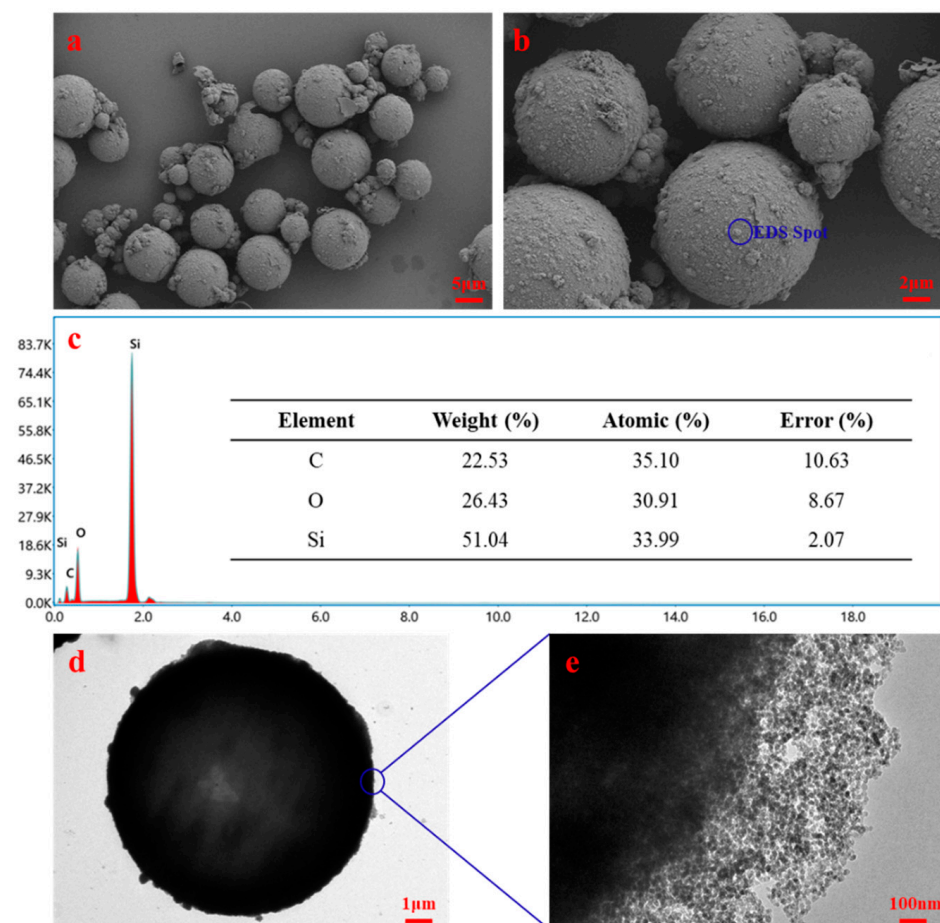 a
5μm
b
EDS Spot
2μm
c
83.7K
74.4K
65.1K
55.8K
46.5K
37.2K
27.9K
18.6K
9.3K
0.0K
Si
C
O
Si
0.0 2.0 4.0 6.0 8.0 10.0 12.0 14.0 16.0 18.0
Element Weight (%) Atomic (%) Error (%)
C 22.53 35.10 10.63
O 26.43 30.91 8.67
Si 51.04 33.99 2.07
d
1μm
e
100nm